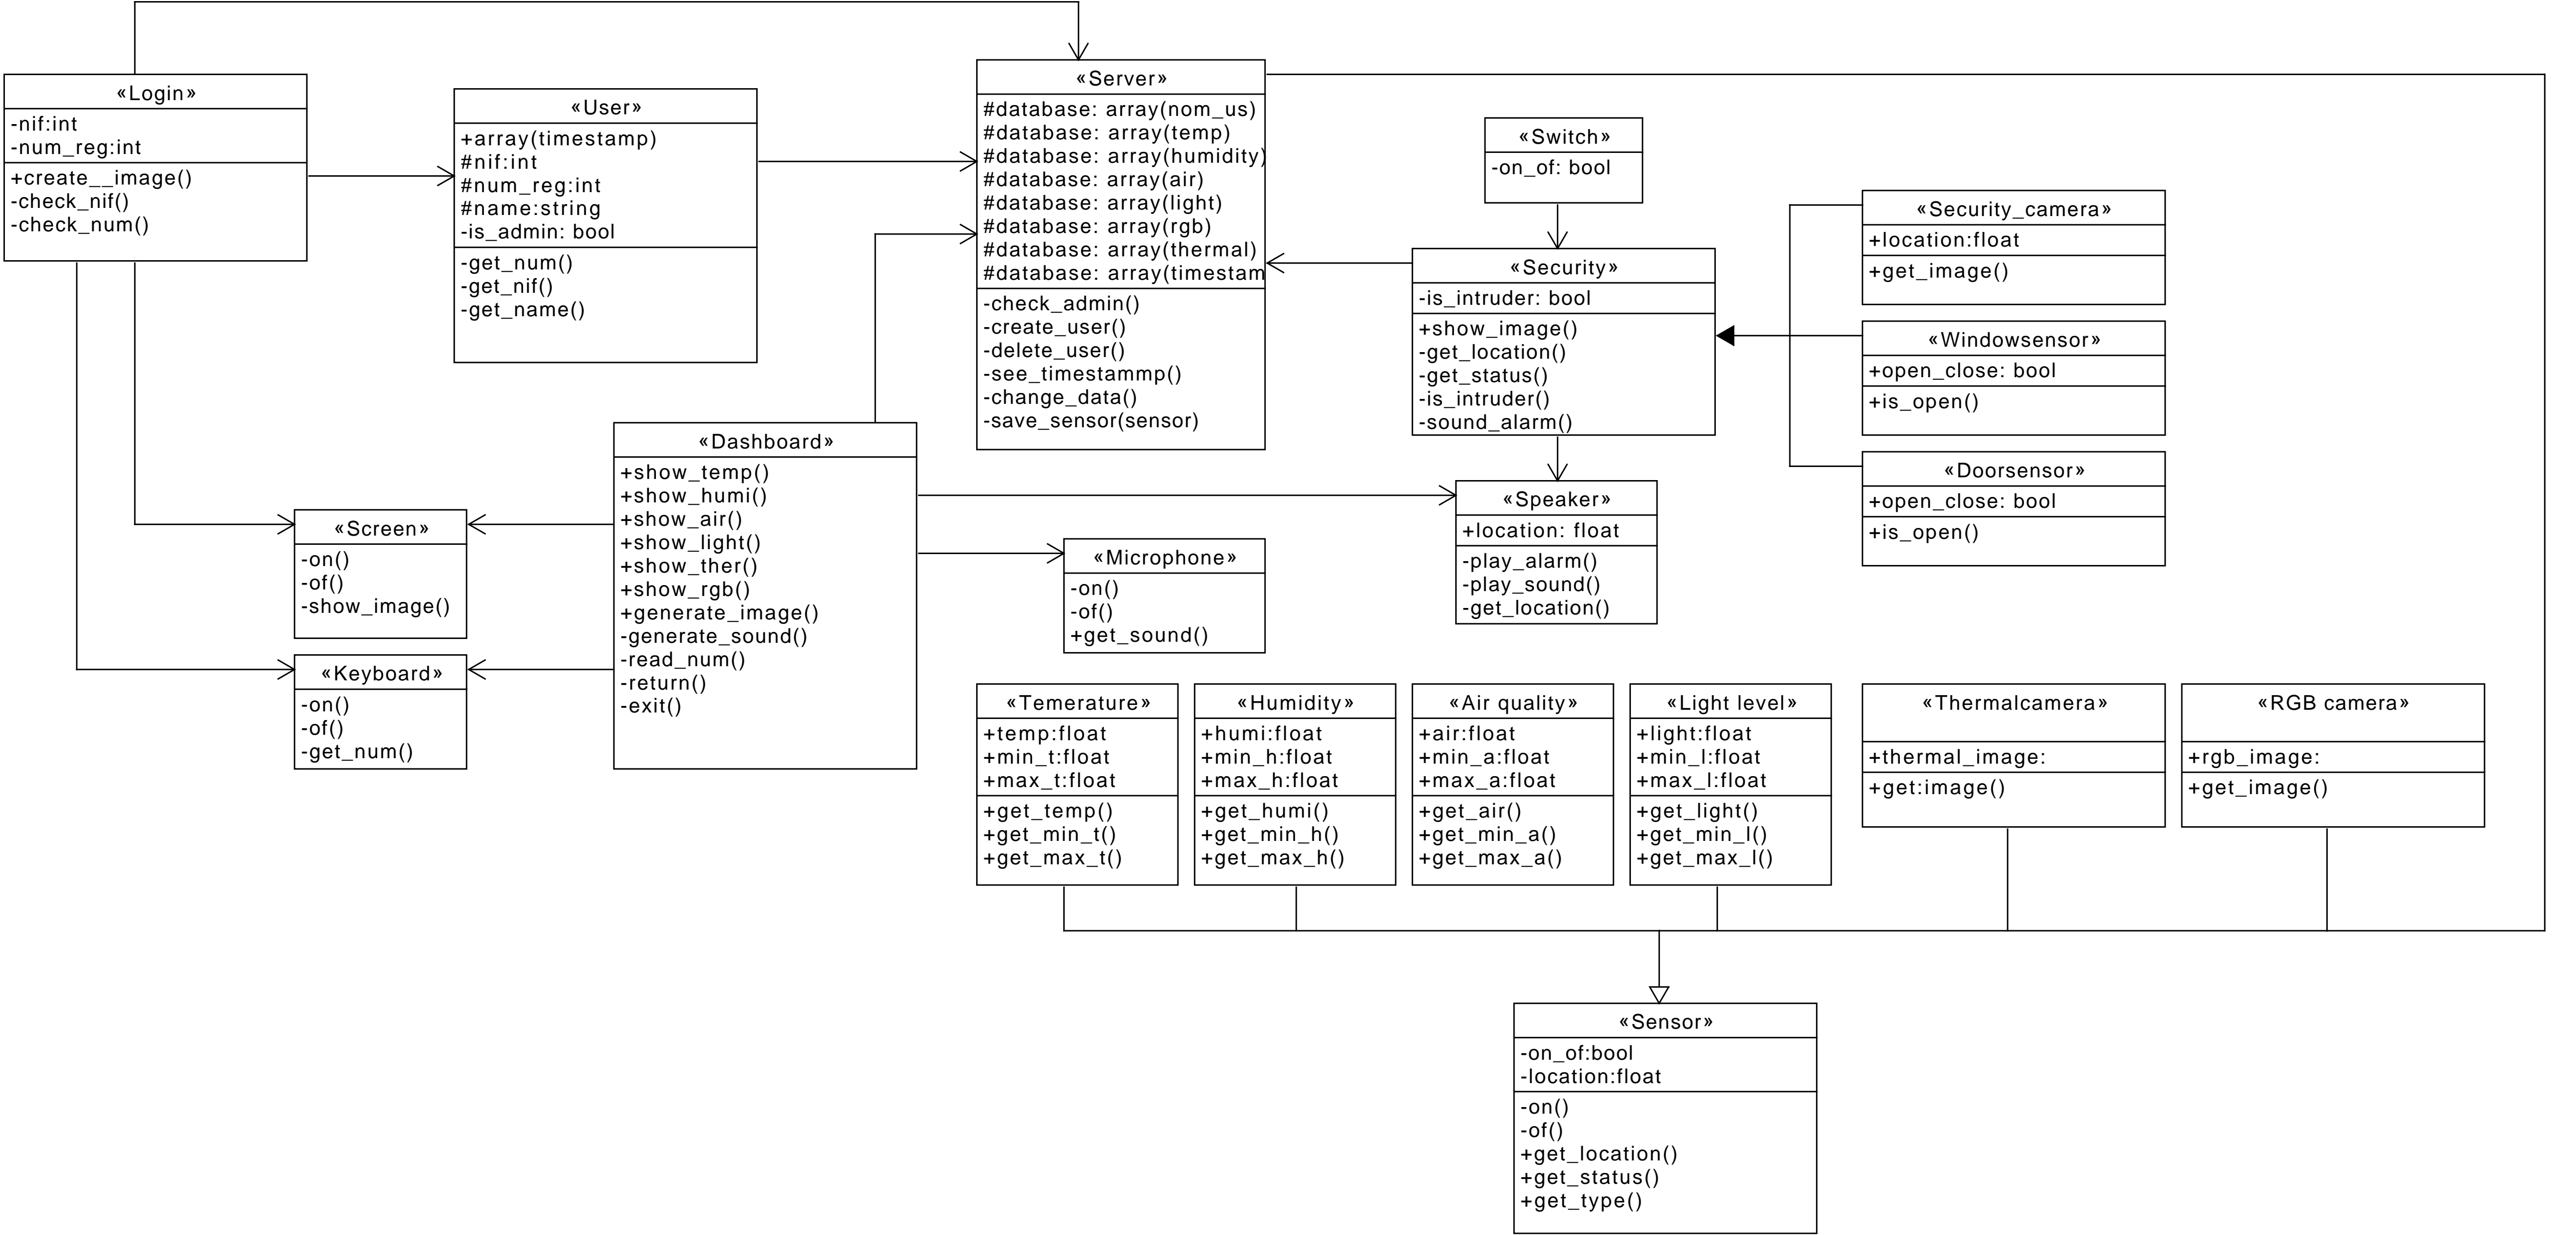 «Login»
-nif:int
-num_reg:int
+create__image()
-check_nif()
-check_num()
«User»
+array(timestamp)
#nif:int
#num_reg:int
#name:string
-is_admin: bool
-get_num()
-get_nif()
-get_name()
«Server»
#database: array(nom_us)
#database: array(temp)
#database: array(humidity)
#database: array(air)
#database: array(light)
#database: array(rgb)
#database: array(thermal)
#database: array(timestam
-check_admin()
-create_user()
-delete_user()
-see_timestammp()
-change_data()
-save_sensor(sensor)
«Switch»
-on_of: bool
«Security»
-is_intruder: bool
+show_image()
-get_location()
-get_status()
-is_intruder()
-sound_alarm()
«Security_camera»
+location:float
+get_image()
«Windowsensor»
+open_close: bool
+is_open()
«Doorsensor»
+open_close: bool
+is_open()
«Dashboard»
+show_temp()
+show_humi()
+show_air()
+show_light()
+show_ther()
+show_rgb()
+generate_image()
-generate_sound()
-read_num()
-return()
-exit()
«Screen»
-on()
-of()
-show_image()
«Keyboard»
-on()
-of()
-get_num()
«Microphone»
-on()
-of()
+get_sound()
«Speaker»
+location: float
-play_alarm()
-play_sound()
-get_location()
«Temerature»
+temp:float
+min_t:float
+max_t:float
+get_temp()
+get_min_t()
+get_max_t()
«Humidity»
+humi:float
+min_h:float
+max_h:float
+get_humi()
+get_min_h()
+get_max_h()
«Air quality»
+air:float
+min_a:float
+max_a:float
+get_air()
+get_min_a()
+get_max_a()
«Light level»
+light:float
+min_l:float
+max_l:float
+get_light()
+get_min_l()
+get_max_l()
«Thermalcamera»
+thermal_image:
+get:image()
«RGB camera»
+rgb_image:
+get_image()
«Sensor»
-on_of:bool
-location:float
-on()
-of()
+get_location()
+get_status()
+get_type()